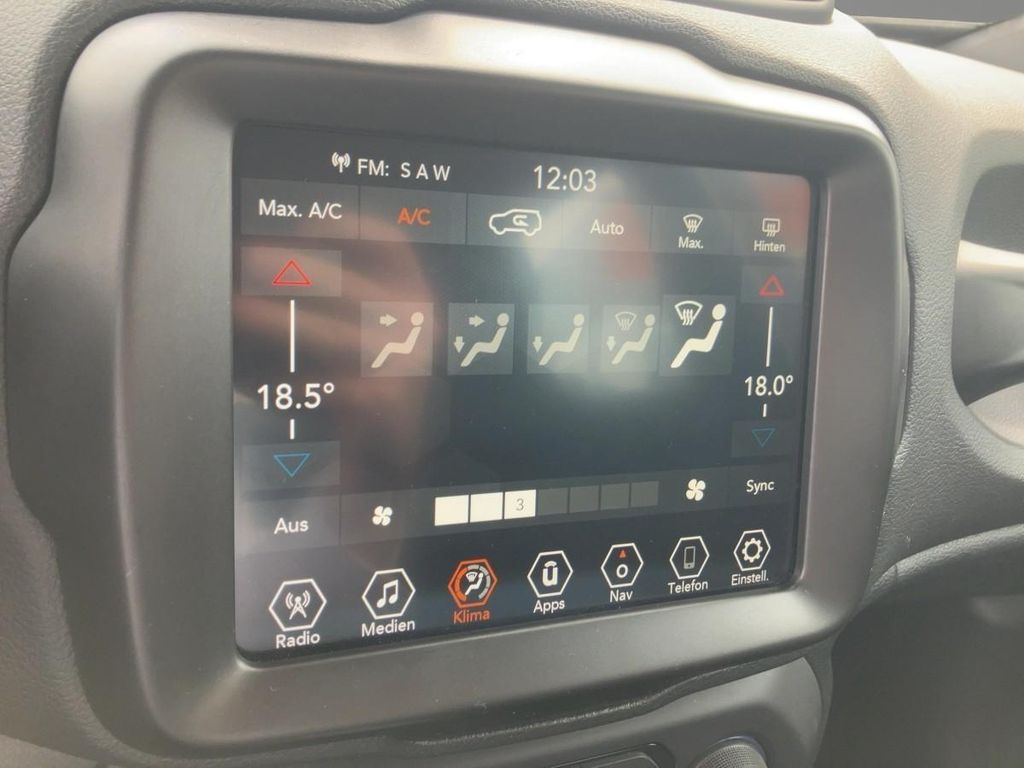 FM: S A W 12:03
Max. A/C A/C Auto Max. Hinten
18.5° 18.0°
Aus 3 Sync
Radio Medien Klima Apps Nav Telefon Einstell.